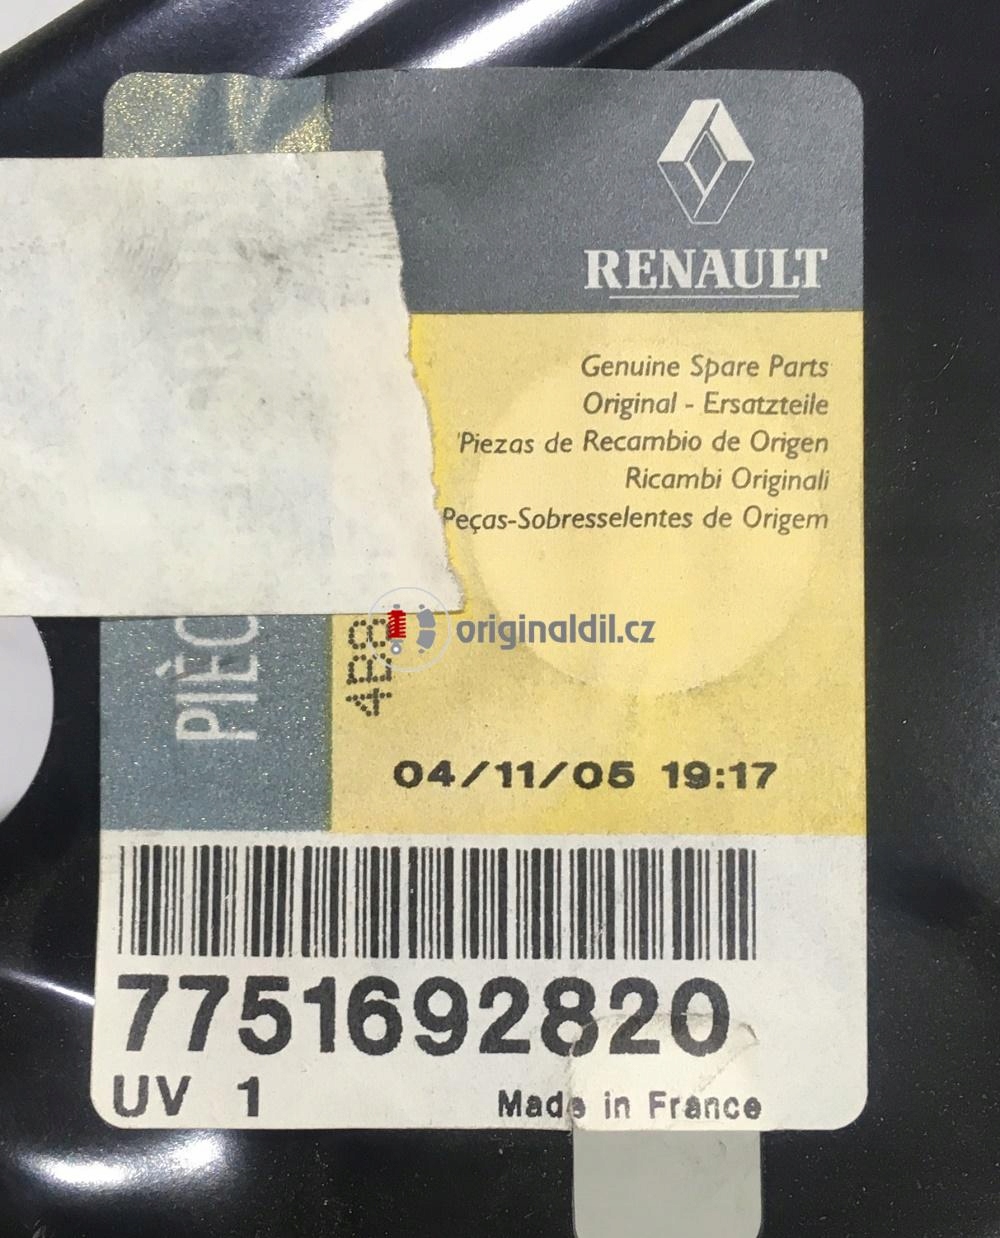 RENAULT
Genuine Spare Parts
Original - Ersatzteile
Piezas de Recambio de Origen
Ricambi Originali
Peças-Sobresselentes de Origem
4B8
originaldil.cz
04/11/05 19:17
7751692820
UV 1
Made in France